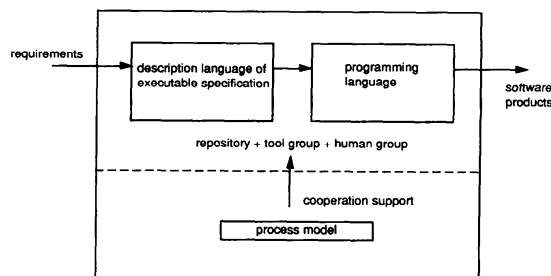 requirements
description language of
executable specification
programming
language
software
products
repository + tool group + human group
cooperation support
process model